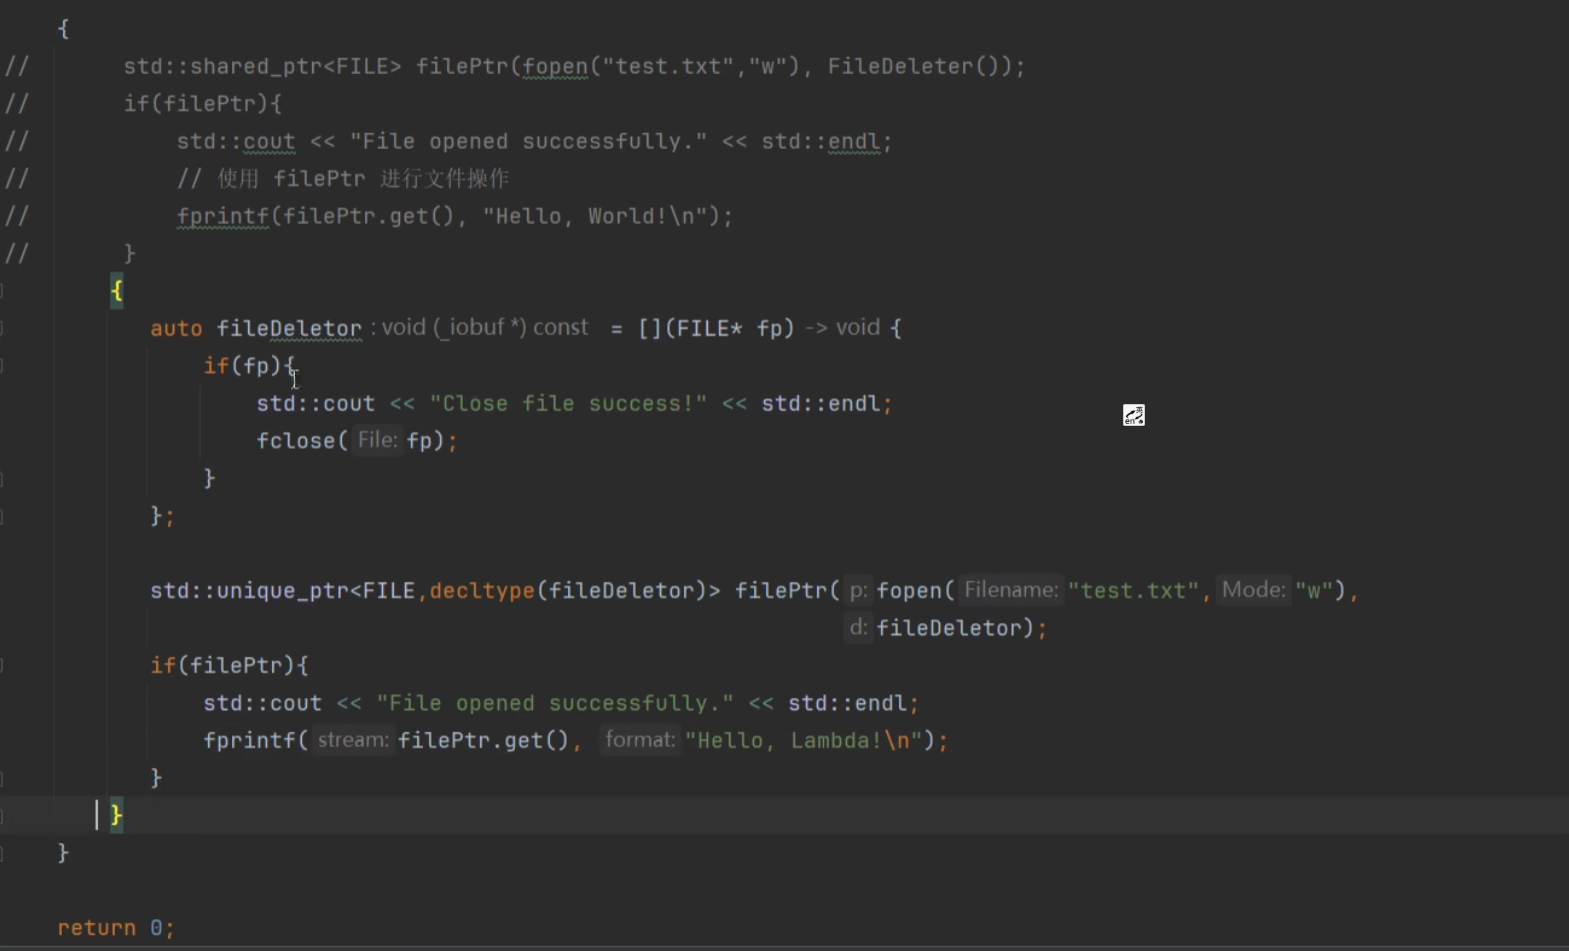 {
//        std::shared_ptr<FILE> filePtr(fopen("test.txt","w"), FileDeleter());
//        if(filePtr){
//            std::cout << "File opened successfully." << std::endl;
//            // 使用 filePtr 进行文件操作
//            fprintf(filePtr.get(), "Hello, World!\n");
//        }
{
auto fileDeletor : void (_iobuf *) const = [](FILE* fp) -> void {
if(fp){
std::cout << "Close file success!" << std::endl;
fclose( File: fp);
}
};
std::unique_ptr<FILE,decltype(fileDeletor)> filePtr( p: fopen( Filename: "test.txt", Mode: "w"),
d: fileDeletor);
if(filePtr){
std::cout << "File opened successfully." << std::endl;
fprintf( stream: filePtr.get(), format: "Hello, Lambda!\n");
}
}
}
return 0;
en 英